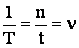 1/T = n/t = ν